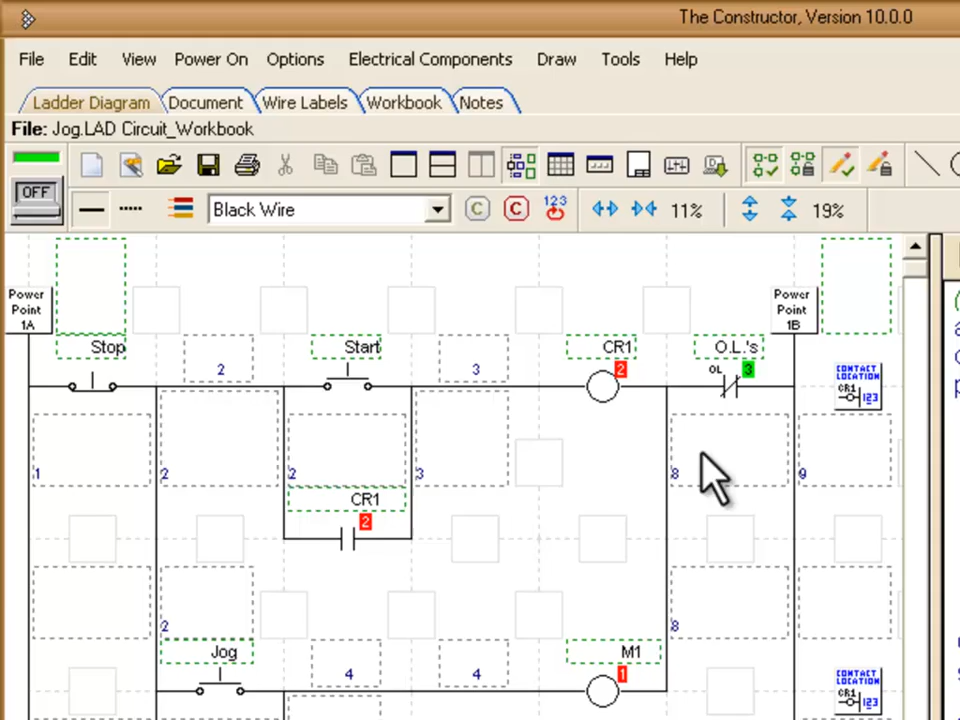 The Constructor, Version 10.0.0
File Edit View Power On Options Electrical Components Draw Tools Help
Ladder Diagram Document Wire Labels Workbook Notes
File: Jog.LAD Circuit_Workbook
OFF
Black Wire
C C 123 11% 19%
Power
Point
1A
Power
Point
1B
Stop 2 Start 3 CR1 2 O.L.'s
OL 3
CONTACT
LOCATION
CR1
123
1 2 2 3 8 9
CR1
2
2 8
Jog 4 4 M1
1
CONTACT
LOCATION
CR1
123